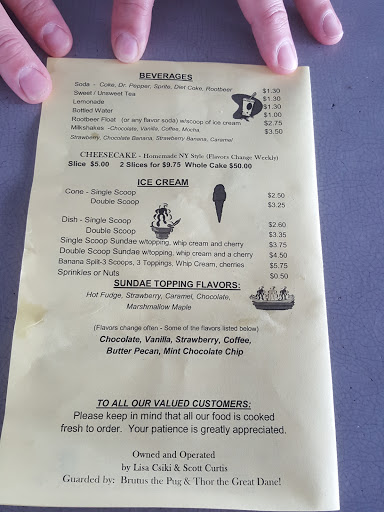 BEVERAGES
Soda - Coke, Dr. Pepper, Sprite, Diet Coke, Rootbeer $1.30
Sweet / Unsweet Tea $1.30
Lemonade $1.30
Bottled Water $1.00
Rootbeer Float (or any flavor soda) w/scoop of ice cream $2.75
Milkshakes -Chocolate, Vanilla, Coffee, Mocha, $3.50
Strawberry, Chocolate Banana, Strawberry Banana, Caramel
CHEESECAKE - Homemade NY Style (Flavors Change Weekly)
Slice $5.00 2 Slices for $9.75 Whole Cake $50.00
ICE CREAM
Cone - Single Scoop $2.50
Double Scoop $3.25
Dish - Single Scoop $2.60
Double Scoop $3.35
Single Scoop Sundae w/topping, whip cream and cherry $3.75
Double Scoop Sundae w/topping, whip cream and a cherry $4.50
Banana Split-3 Scoops, 3 Toppings, Whip Cream, cherries $5.75
Sprinkles or Nuts $0.50
SUNDAE TOPPING FLAVORS:
Hot Fudge, Strawberry, Caramel, Chocolate,
Marshmallow Maple
(Flavors change often - Some of the flavors listed below)
Chocolate, Vanilla, Strawberry, Coffee,
Butter Pecan, Mint Chocolate Chip
TO ALL OUR VALUED CUSTOMERS:
Please keep in mind that all our food is cooked
fresh to order. Your patience is greatly appreciated.
Owned and Operated
by Lisa Csiki & Scott Curtis
Guarded by: Brutus the Pug & Thor the Great Dane!